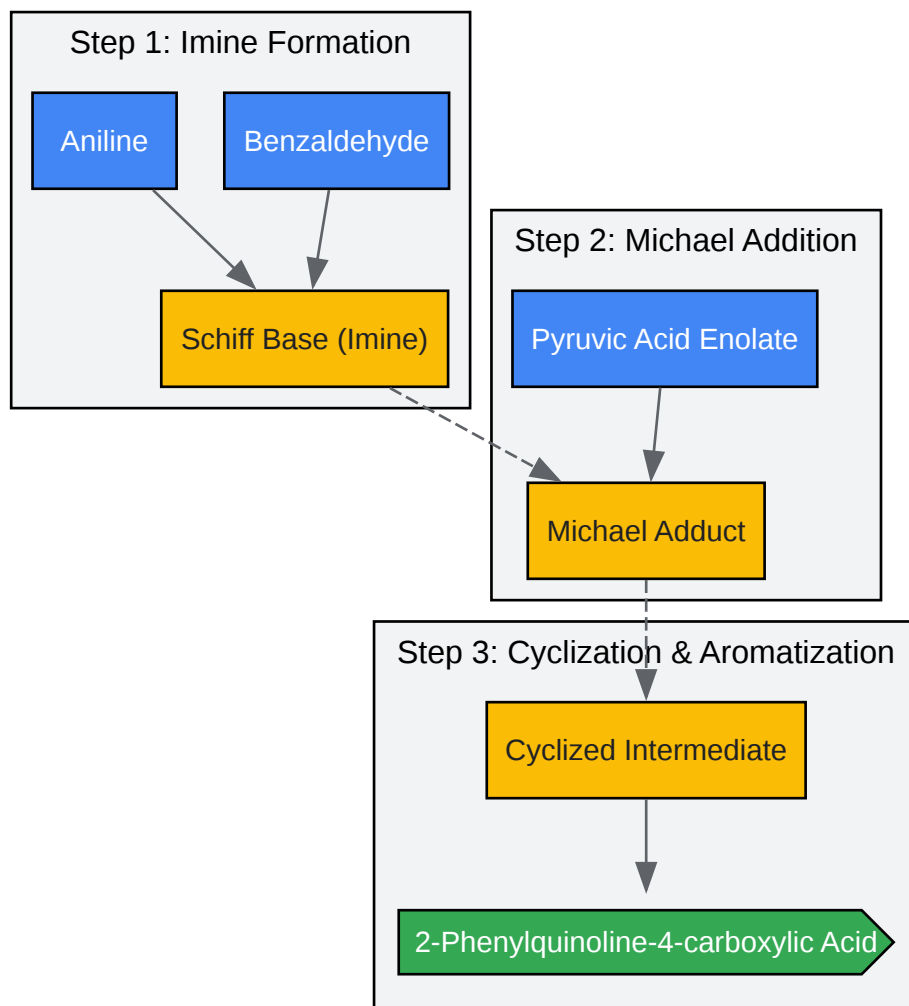 Step 1: Imine Formation
Aniline
Benzaldehyde
Schiff Base (Imine)
Step 2: Michael Addition
Pyruvic Acid Enolate
Michael Adduct
Step 3: Cyclization & Aromatization
Cyclized Intermediate
2-Phenylquinoline-4-carboxylic Acid